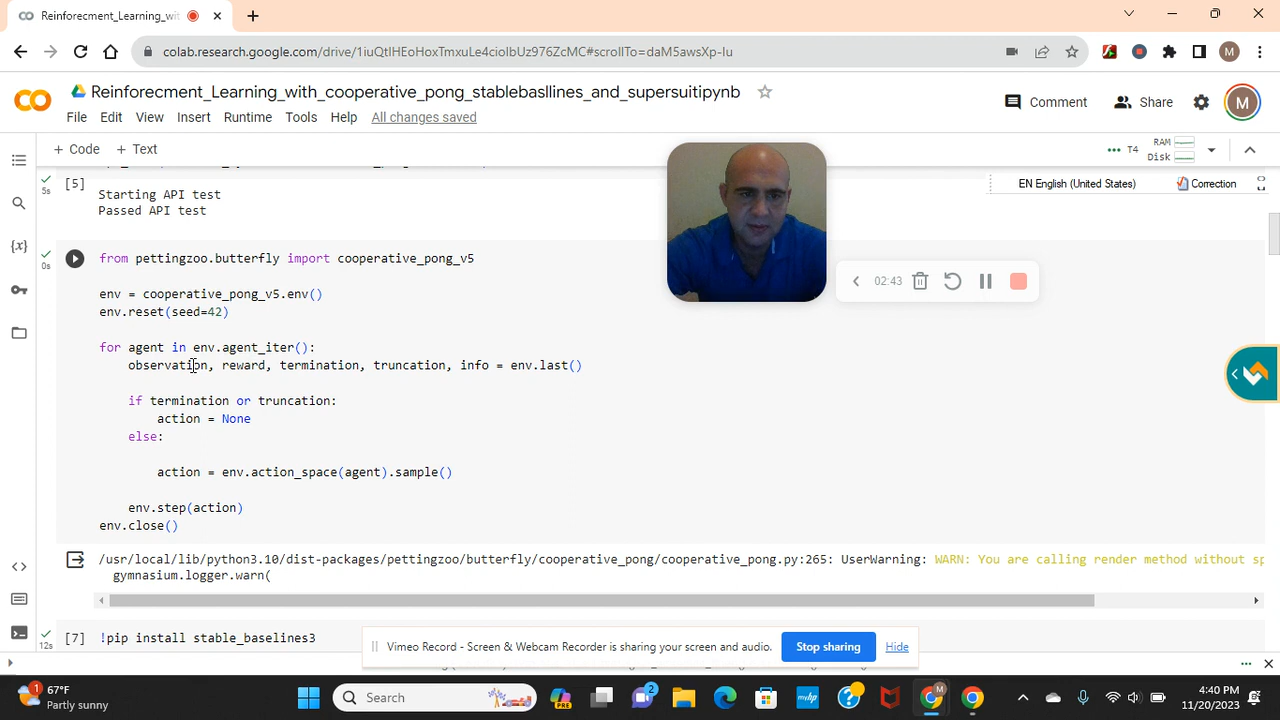 Reinforecment_Learning_wit
colab.research.google.com/drive/1iuQtlHEoHoxTmxuLe4cioIbUz976ZcMC#scrollTo=daM5awsXp-Iu
M
Reinforecment_Learning_with_cooperative_pong_stablebasllines_and_supersuitipynb
Comment
Share
M
File Edit View Insert Runtime Tools Help All changes saved
+ Code + Text
T4
RAM
Disk
[5]
5s
Starting API test
Passed API test
EN English (United States)
Correction
0s
from pettingzoo.butterfly import cooperative_pong_v5
env = cooperative_pong_v5.env()
env.reset(seed=42)
02:43
for agent in env.agent_iter():
observation, reward, termination, truncation, info = env.last()
if termination or truncation:
action = None
else:
action = env.action_space(agent).sample()
env.step(action)
env.close()
/usr/local/lib/python3.10/dist-packages/pettingzoo/butterfly/cooperative_pong/cooperative_pong.py:265: UserWarning: WARN: You are calling render method without sp
gymnasium.logger.warn(
[7]
12s
!pip install stable_baselines3
Vimeo Record - Screen & Webcam Recorder is sharing your screen and audio.
Stop sharing
Hide
1
67°F
Partly sunny
Search
PRE
2
M
4:40 PM
11/20/2023